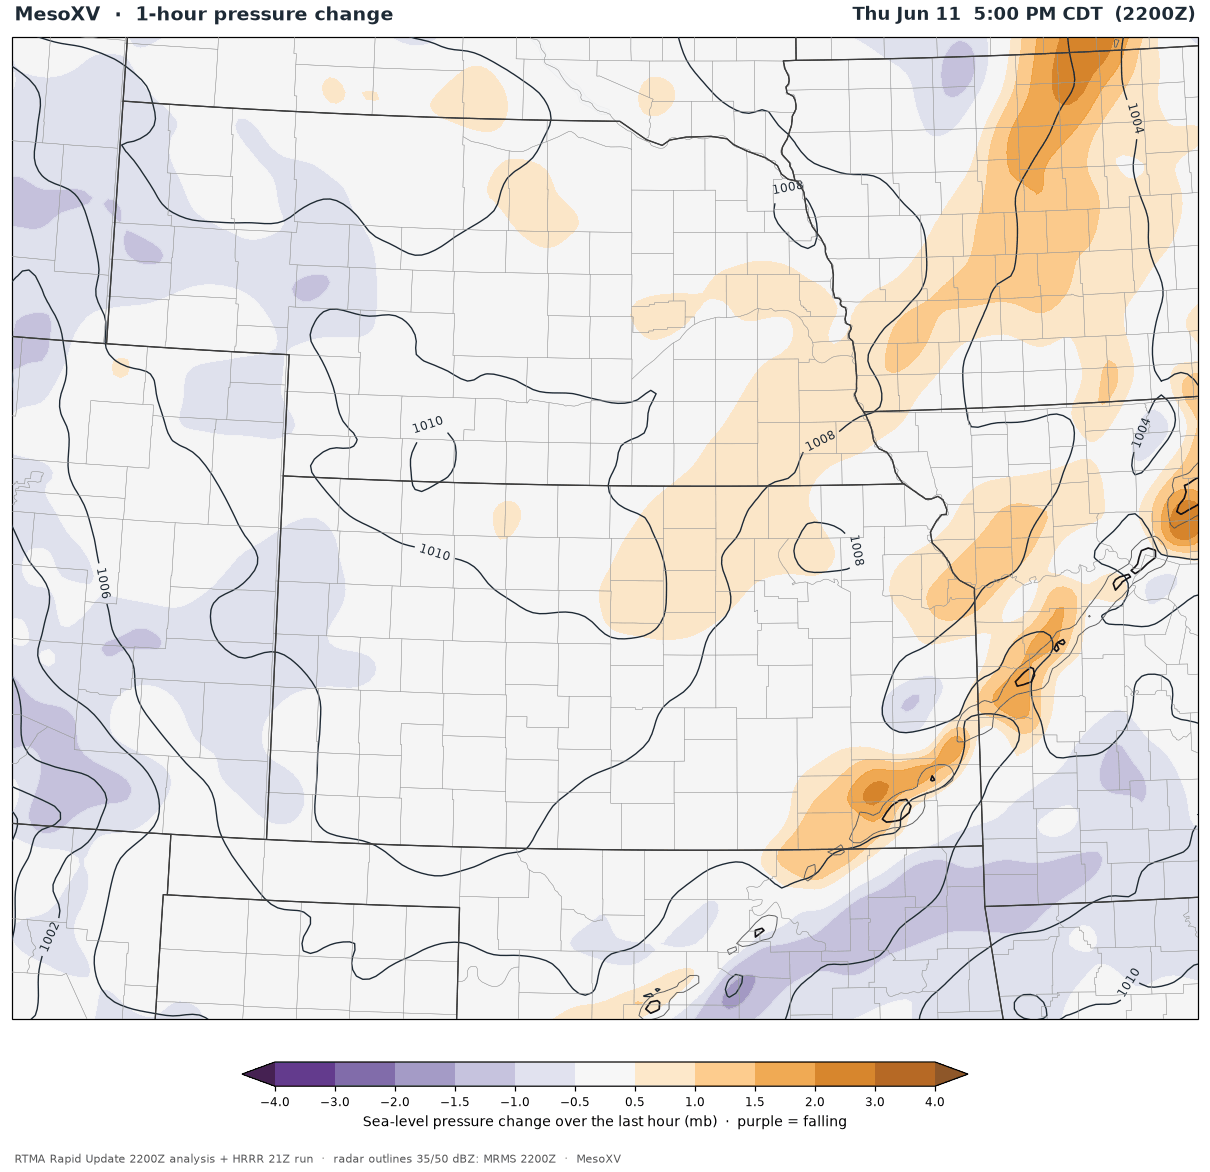 MesoXV · 1-hour pressure change
Thu Jun 11 5:00 PM CDT (2200Z)
1004
1008
1010
1008
1004
1010
1008
1006
1002
1010
−4.0 −3.0 −2.0 −1.5 −1.0 −0.5 0.5 1.0 1.5 2.0 3.0 4.0
Sea-level pressure change over the last hour (mb) · purple = falling
RTMA Rapid Update 2200Z analysis + HRRR 21Z run · radar outlines 35/50 dBZ: MRMS 2200Z · MesoXV